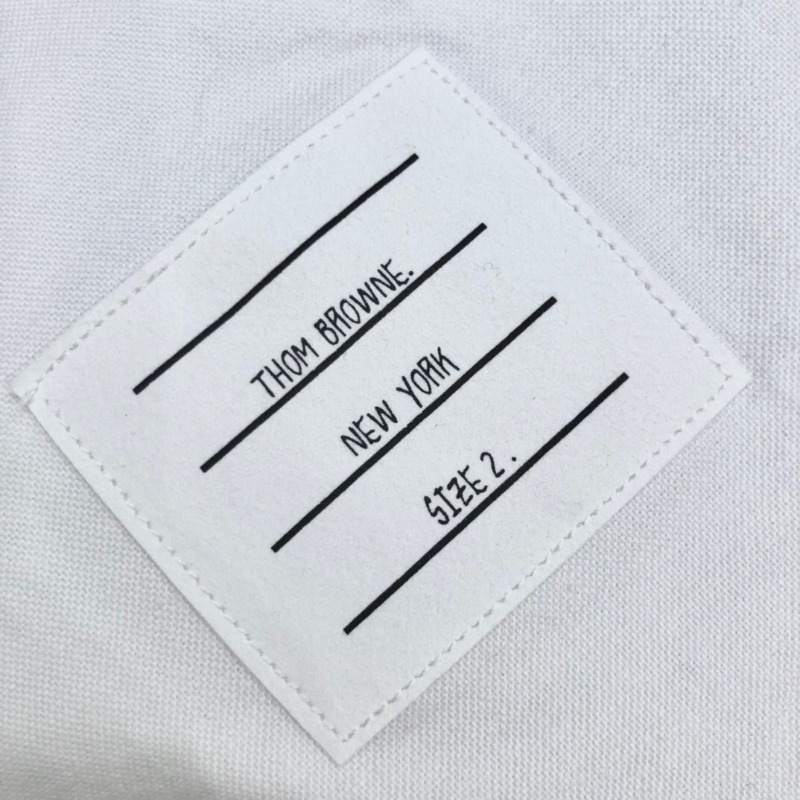 THOM BROWNE.
NEW YORK
SIZE 2.